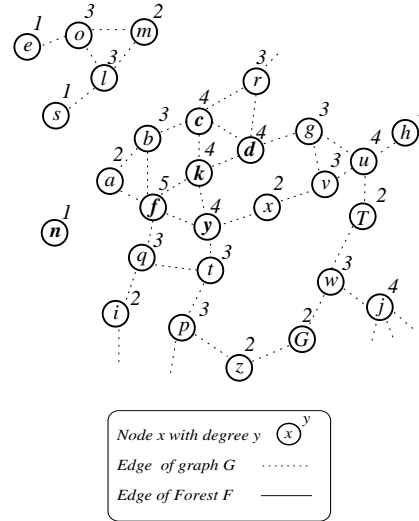 1 3 2
e o m
3
l
1
s
3
r
4
c
3
b
4
d
3
g
4
u
1
h
2
a
4
k
5
f
2
x
3
v
1
n
4
y
2
T
3
q
3
t
3
w
4
j
2
i
3
p
2
G
2
z
Node x with degree y x y
Edge of graph G
Edge of Forest F